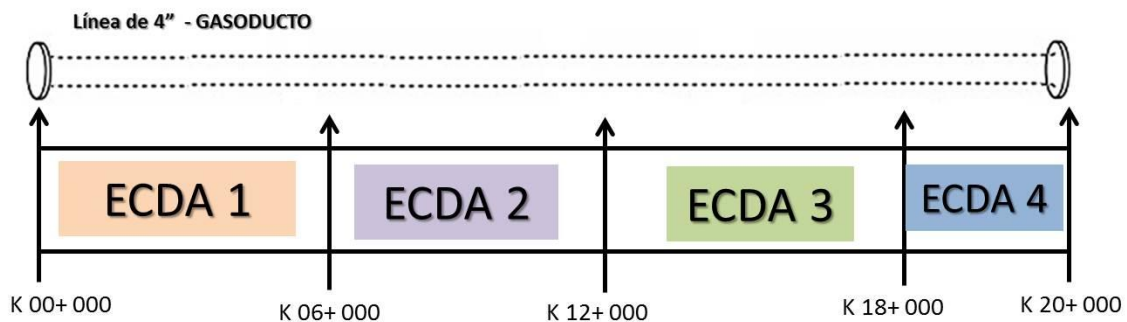 Línea de 4” - GASODUCTO
ECDA 1
ECDA 2
ECDA 3
ECDA 4
K 00+ 000
K 06+ 000
K 12+ 000
K 18+ 000
K 20+ 000